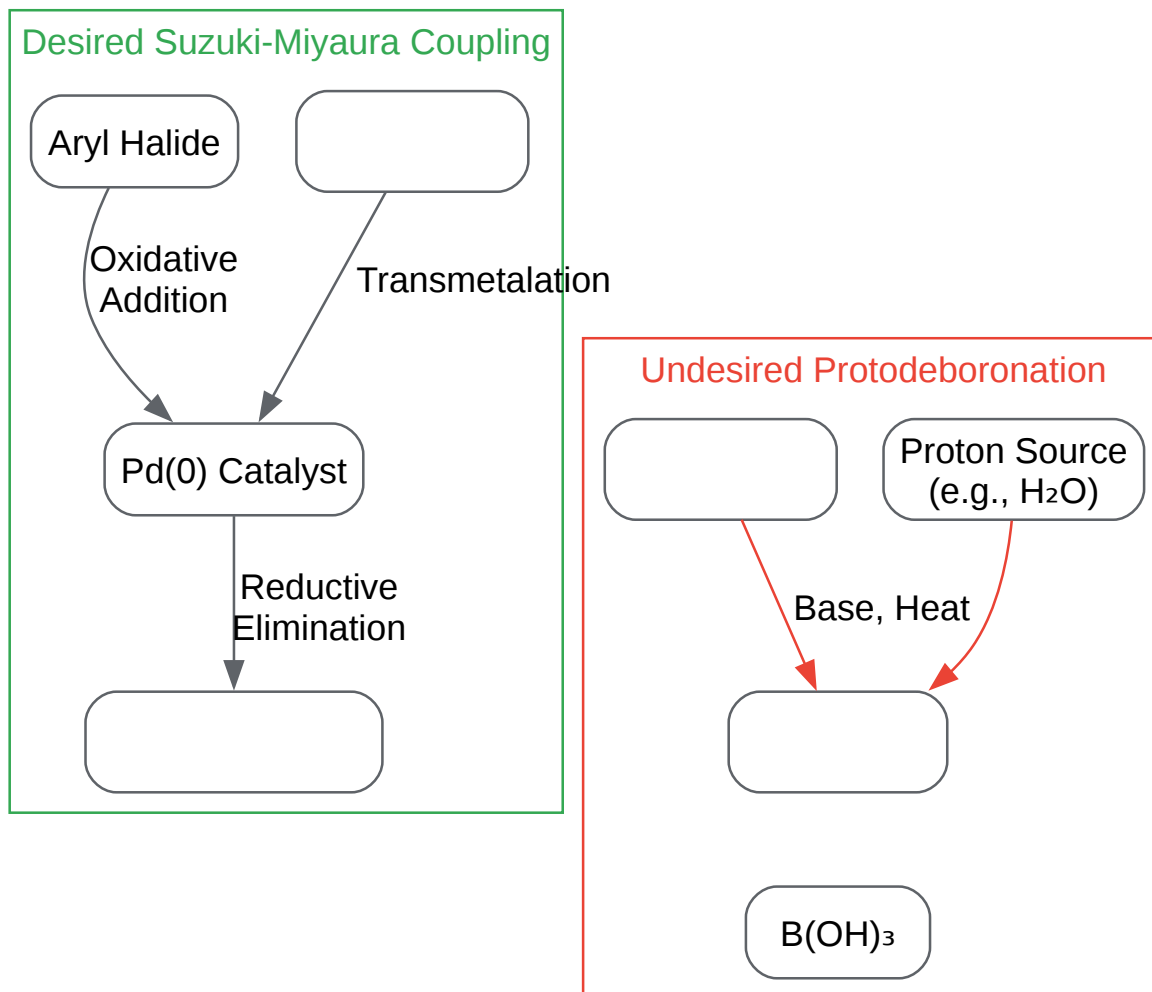 Desired Suzuki-Miyaura Coupling
Aryl Halide
Oxidative
Addition
Transmetalation
Pd(0) Catalyst
Reductive
Elimination
Undesired Protodeboronation
Proton Source
(e.g., H₂O)
Base, Heat
B(OH)₃